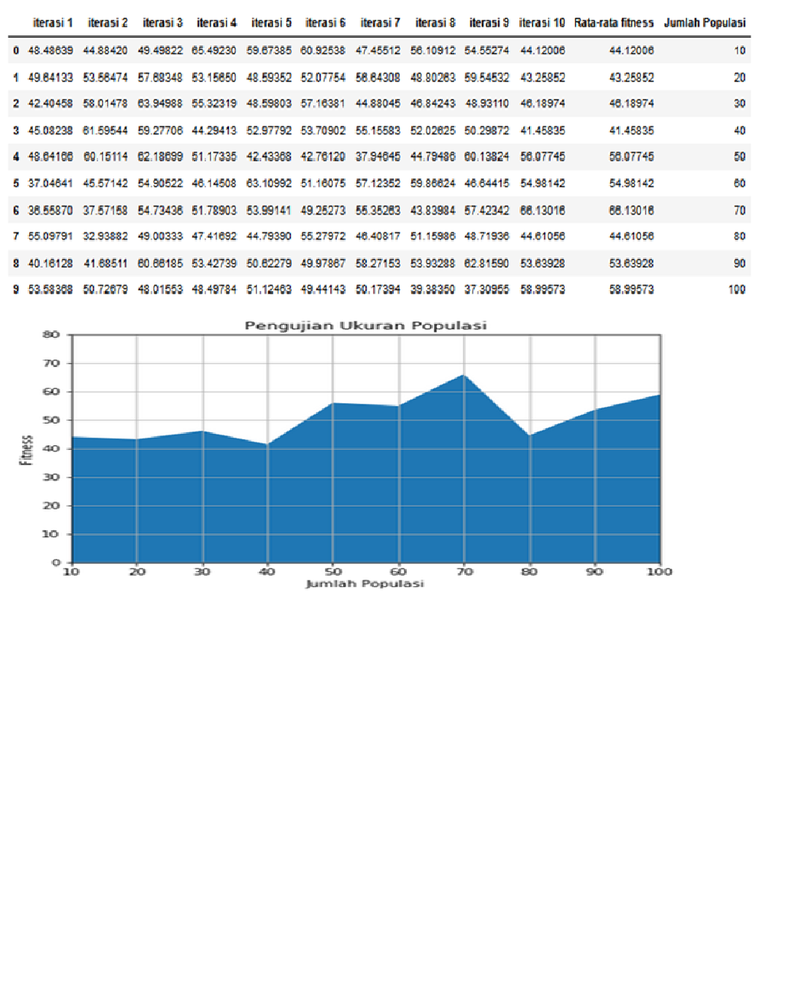 iterasi 1 iterasi 2 iterasi 3 iterasi 4 iterasi 5 iterasi 6 iterasi 7 iterasi 8 iterasi 9 iterasi 10 Rata-rata fitness Jumlah Populasi
0 48.48639 44.88420 49.49822 65.49230 59.67385 60.92538 47.45512 56.10912 54.55274 44.12006 44.12006 10
1 49.64133 53.56474 57.68348 53.15650 48.59352 52.07754 56.64308 48.80263 59.54532 43.25852 43.25852 20
2 42.40458 58.01478 63.94988 55.32319 48.59803 57.16381 44.88045 46.84243 48.93110 46.18974 46.18974 30
3 45.08238 61.59544 59.27706 44.29413 52.97792 53.70902 55.15583 52.02625 50.29872 41.45835 41.45835 40
4 48.64166 60.15114 62.18699 51.17335 42.43368 42.76120 37.94645 44.79486 60.13824 56.07745 56.07745 50
5 37.04641 45.57142 54.90522 46.14508 63.10992 51.16075 57.12352 59.86624 46.64415 54.98142 54.98142 60
6 36.55870 37.57158 54.73436 51.78903 53.99141 49.25273 55.35263 43.83984 57.42342 66.13016 66.13016 70
7 55.09791 32.93882 49.00333 47.41692 44.79390 55.27972 46.40817 51.15986 48.71936 44.61056 44.61056 80
8 40.16128 41.68511 60.66185 53.42739 50.62279 49.97867 58.27153 53.93288 62.81590 53.63928 53.63928 90
9 53.58368 50.72679 48.01553 48.49784 51.12463 49.44143 50.17394 39.38350 37.30955 58.99573 58.99573 100
Pengujian Ukuran Populasi
80
70
60
50
40
30
20
10
0
Fitness
10 20 30 40 50 60 70 80 90 100
Jumlah Populasi